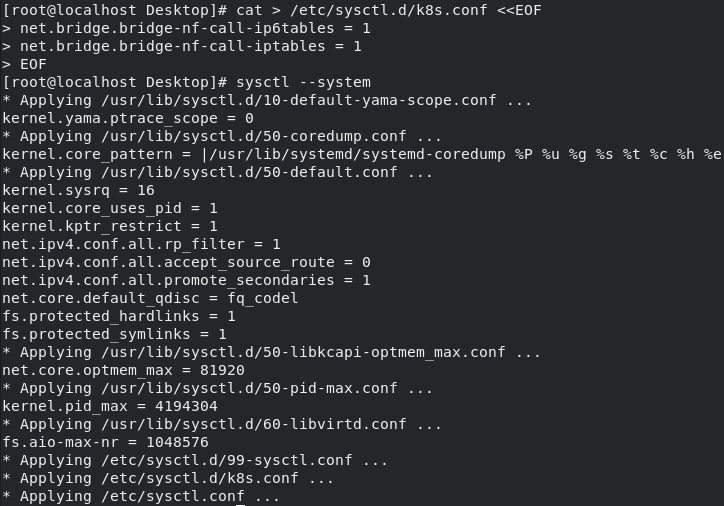 [root@localhost Desktop]# cat > /etc/sysctl.d/k8s.conf <<EOF
> net.bridge.bridge-nf-call-ip6tables = 1
> net.bridge.bridge-nf-call-iptables = 1
> EOF
[root@localhost Desktop]# sysctl --system
* Applying /usr/lib/sysctl.d/10-default-yama-scope.conf ...
kernel.yama.ptrace_scope = 0
* Applying /usr/lib/sysctl.d/50-coredump.conf ...
kernel.core_pattern = |/usr/lib/systemd/systemd-coredump %P %u %g %s %t %c %h %e
* Applying /usr/lib/sysctl.d/50-default.conf ...
kernel.sysrq = 16
kernel.core_uses_pid = 1
kernel.kptr_restrict = 1
net.ipv4.conf.all.rp_filter = 1
net.ipv4.conf.all.accept_source_route = 0
net.ipv4.conf.all.promote_secondaries = 1
net.core.default_qdisc = fq_codel
fs.protected_hardlinks = 1
fs.protected_symlinks = 1
* Applying /usr/lib/sysctl.d/50-libkcapi-optmem_max.conf ...
net.core.optmem_max = 81920
* Applying /usr/lib/sysctl.d/50-pid-max.conf ...
kernel.pid_max = 4194304
* Applying /usr/lib/sysctl.d/60-libvirtd.conf ...
fs.aio-max-nr = 1048576
* Applying /etc/sysctl.d/99-sysctl.conf ...
* Applying /etc/sysctl.d/k8s.conf ...
* Applying /etc/sysctl.conf ...